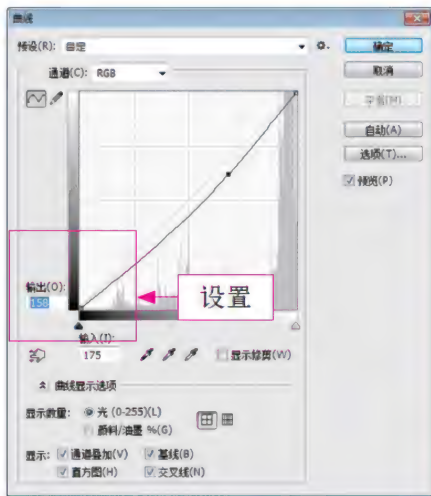 曲线
预设(R): 自定
确定
通道(C): RGB
取消
平滑(M)
自动(A)
选项(T)...
预览(P)
输出(O):
158
设置
输入(I):
175
显示修剪(W)
曲线显示选项
显示数量: 光 (0-255)(L)
颜料/油墨 %(G)
显示: 通道叠加(V) 基线(B)
直方图(H) 交叉线(N)